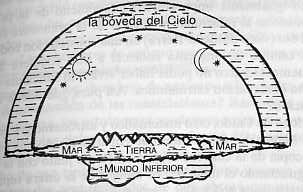 la bóveda del Cielo
MAR TIERRA MAR
MUNDO INFERIOR